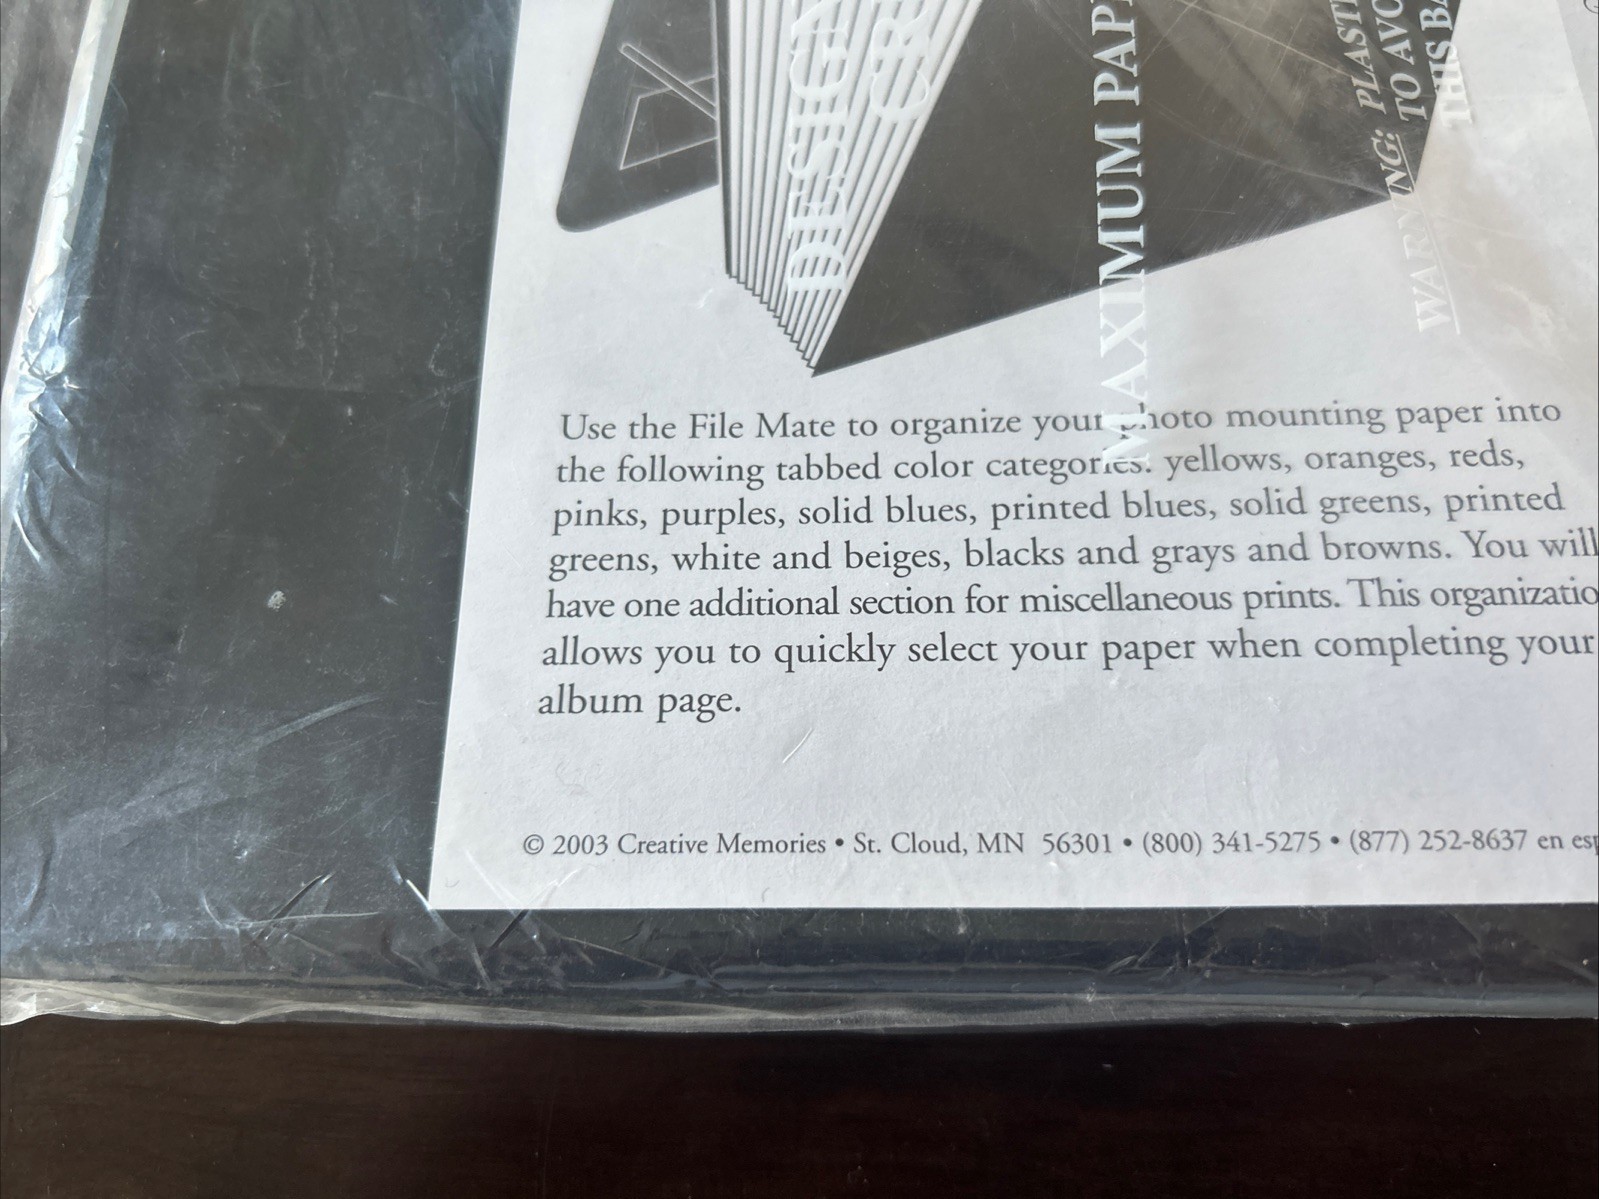 DESIGN
MAXIMUM
WARNING:
Use the File Mate to organize your photo mounting paper into
the following tabbed color categories: yellows, oranges, reds,
pinks, purples, solid blues, printed blues, solid greens, printed
greens, white and beiges, blacks and grays and browns. You will
have one additional section for miscellaneous prints. This organizatio
allows you to quickly select your paper when completing your
album page.
© 2003 Creative Memories • St. Cloud, MN 56301 • (800) 341-5275 • (877) 252-8637 en esp
TO AVO
THIS BA
PLASTI